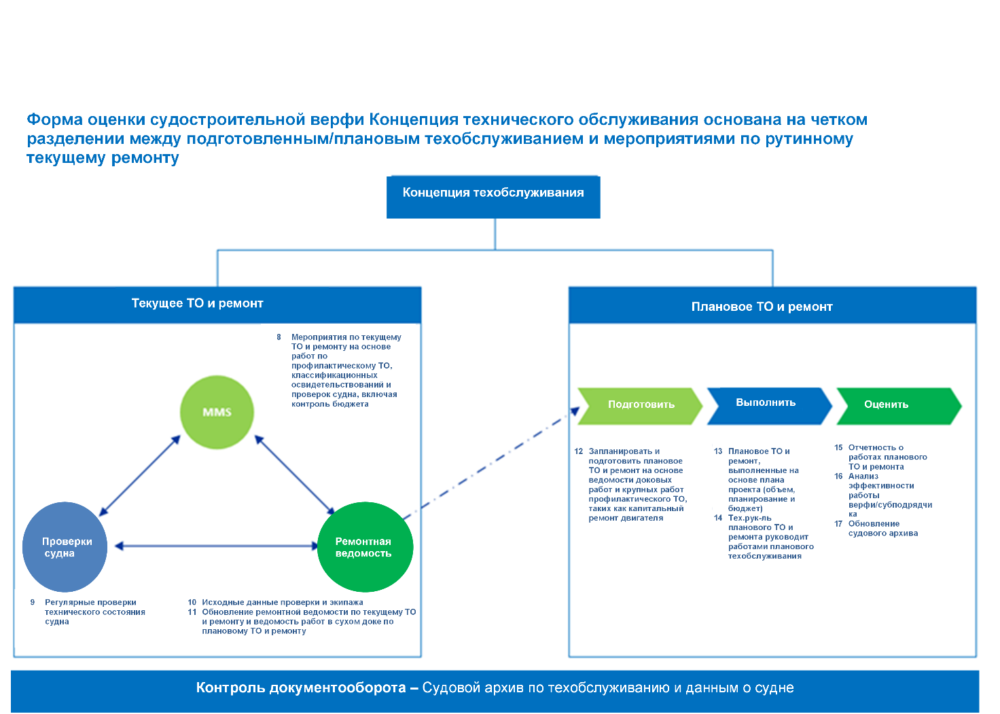 Форма оценки судостроительной верфи Концепция технического обслуживания основана на четком
разделении между подготовленным/плановым техобслуживанием и мероприятиями по рутинному
текущему ремонту
Концепция техобслуживания
Текущее ТО и ремонт
8 Мероприятия по текущему
ТО и ремонту на основе
работ по
профилактическому ТО,
классификационных
освидетельствований и
проверок судна, включая
контроль бюджета
MMS
Проверки
судна
Ремонтная
ведомость
9 Регулярные проверки
технического состояния
судна
10 Исходные данные проверки и экипажа
11 Обновление ремонтной ведомости по текущему ТО
и ремонту и ведомость работ в сухом доке по
плановому ТО и ремонту
Плановое ТО и ремонт
Подготовить
Выполнить
Оценить
12 Запланировать и
подготовить плановое
ТО и ремонт на основе
ведомости доковых
работ и крупных работ
профилактического ТО,
таких как капитальный
ремонт двигателя
13 Плановое ТО и
ремонт,
выполненные на
основе плана
проекта (объем,
планирование и
бюджет)
14 Тех.рук-ль
планового ТО и
ремонта руководит
работами планового
техобслуживания
15 Отчетность о
работах планового
ТО и ремонта
16 Анализ
эффективности
работы
верфи/субподрядчи
ка
17 Обновление
судового архива
Контроль документооборота – Судовой архив по техобслуживанию и данным о судне